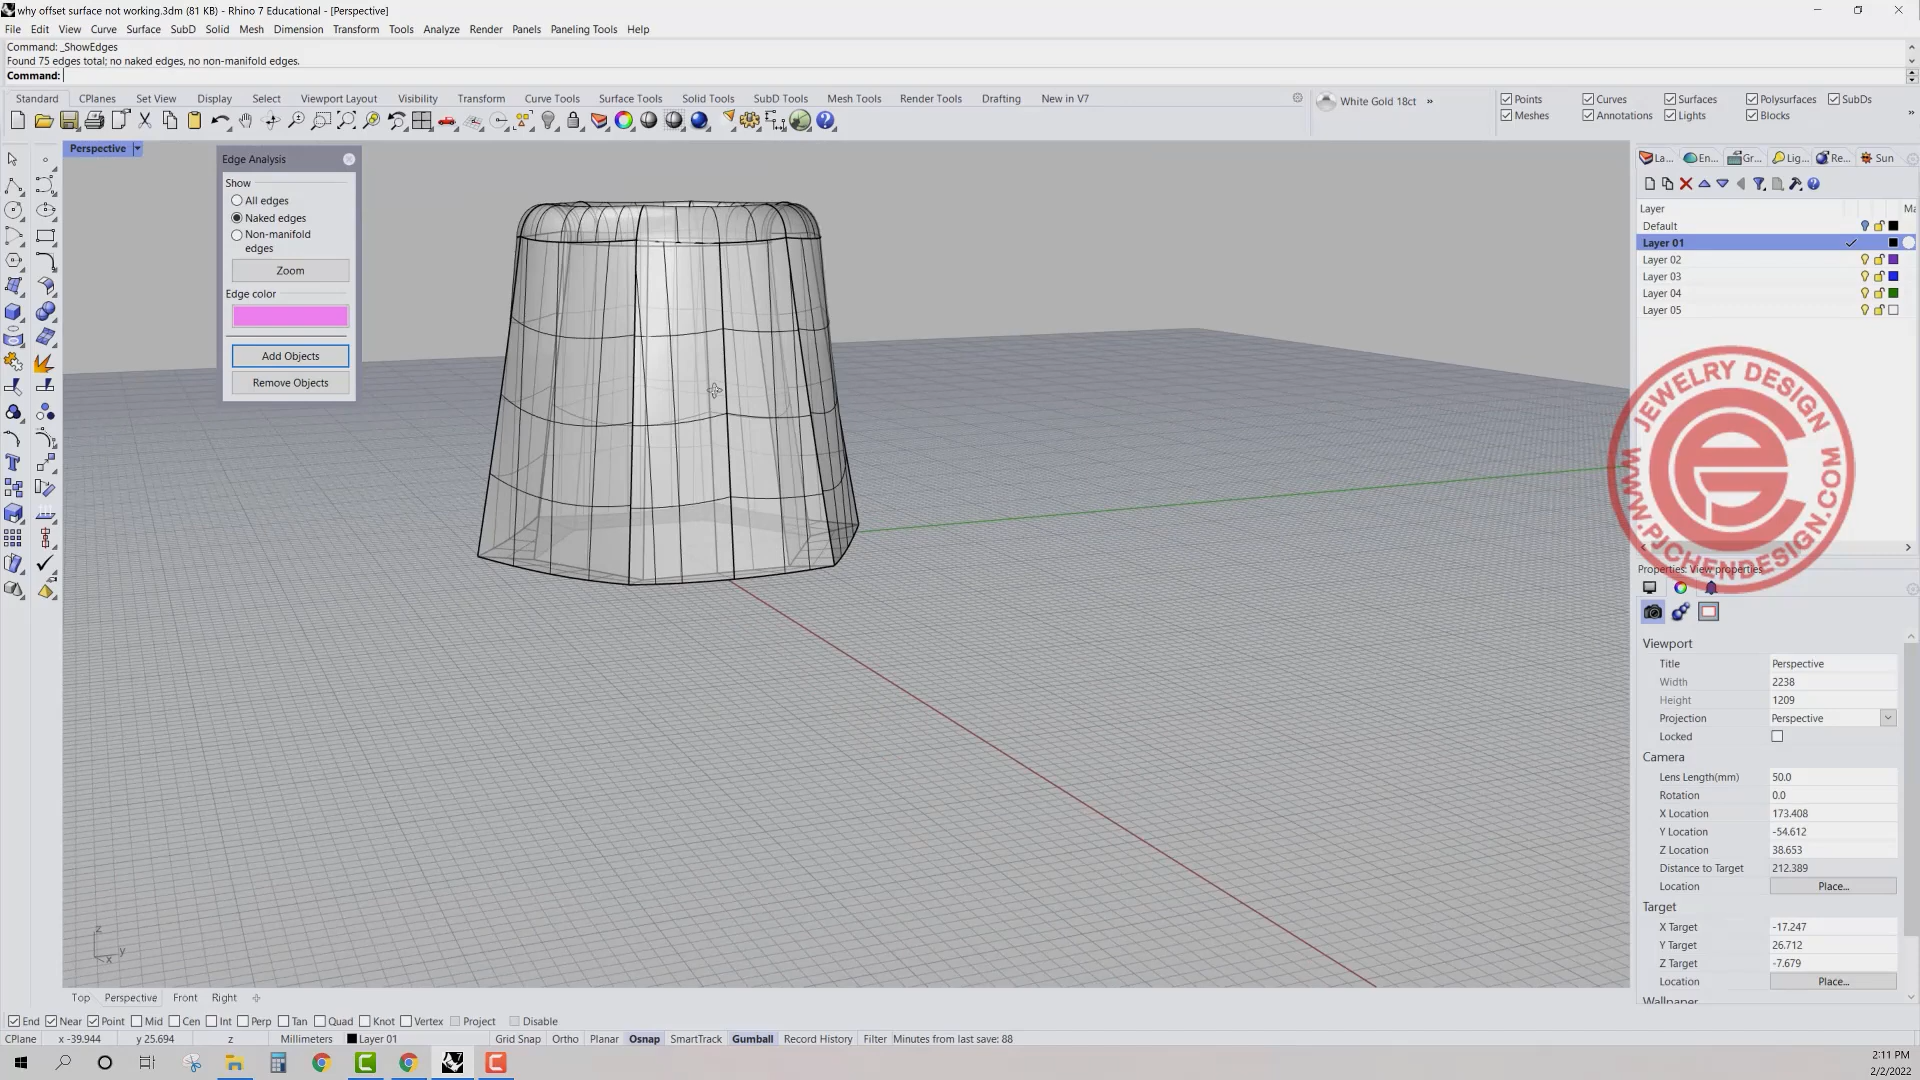 why offset surface not working.3dm (81 KB) - Rhino 7 Educational - [Perspective]
File Edit View Curve Surface SubD Solid Mesh Dimension Transform Tools Analyze Render Panels Paneling Tools Help
Command: _ShowEdges
Found 75 edges total; no naked edges, no non-manifold edges.
Command:
Standard CPlanes Set View Display Select Viewport Layout Visibility Transform Curve Tools Surface Tools Solid Tools SubD Tools Mesh Tools Render Tools Drafting New in V7
White Gold 18ct »
Points Curves Surfaces Polysurfaces SubDs
Meshes Annotations Lights Blocks
Perspective
Edge Analysis
Show
All edges
Naked edges
Non-manifold
edges
Zoom
Edge color
Add Objects
Remove Objects
La... En... Gr... Lig... Re... Sun
Layer Ma
Default
Layer 01
Layer 02
Layer 03
Layer 04
Layer 05
JEWELRY DESIGN
WWW.PJCHENDESIGN.COM
Properties: View properties
Viewport
Title Perspective
Width 2238
Height 1209
Projection Perspective
Locked
Camera
Lens Length(mm) 50.0
Rotation 0.0
X Location 173.408
Y Location -54.612
Z Location 38.653
Distance to Target 212.389
Location Place...
Target
X Target -17.247
Y Target 26.712
Z Target -7.679
Location Place...
Wallpaper
z
y
x
Top Perspective Front Right
End Near Point Mid Cen Int Perp Tan Quad Knot Vertex Project Disable
CPlane x -39.944 y 25.694 z Millimeters Layer 01 Grid Snap Ortho Planar Osnap SmartTrack Gumball Record History Filter Minutes from last save: 88
2:11 PM
2/2/2022